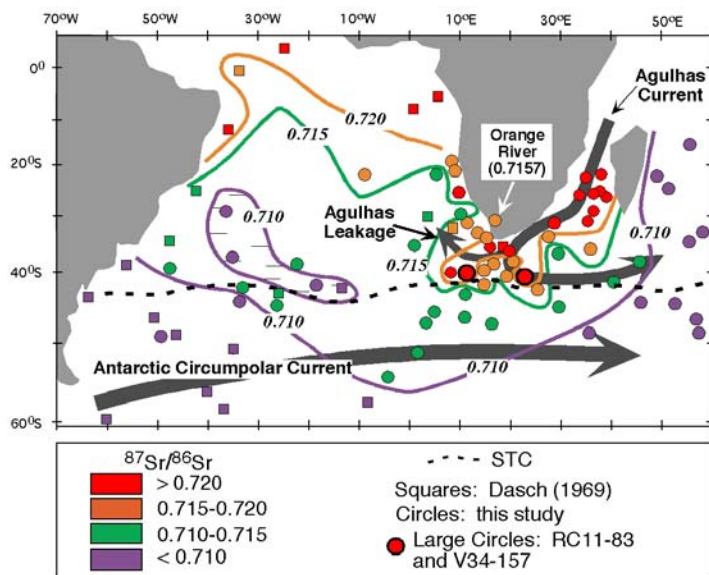 70°W 50°W 30°W 10°W 10°E 30°E 50°E
0°
20°S
40°S
60°S
0.720
0.715
Agulhas
Current
Orange
River
(0.7157)
0.710
Agulhas
Leakage
0.710
0.715
0.710
0.710
Antarctic Circumpolar Current
87Sr/86Sr
> 0.720
0.715-0.720
0.710-0.715
< 0.710
STC
Squares: Dasch (1969)
Circles: this study
Large Circles: RC11-83
and V34-157